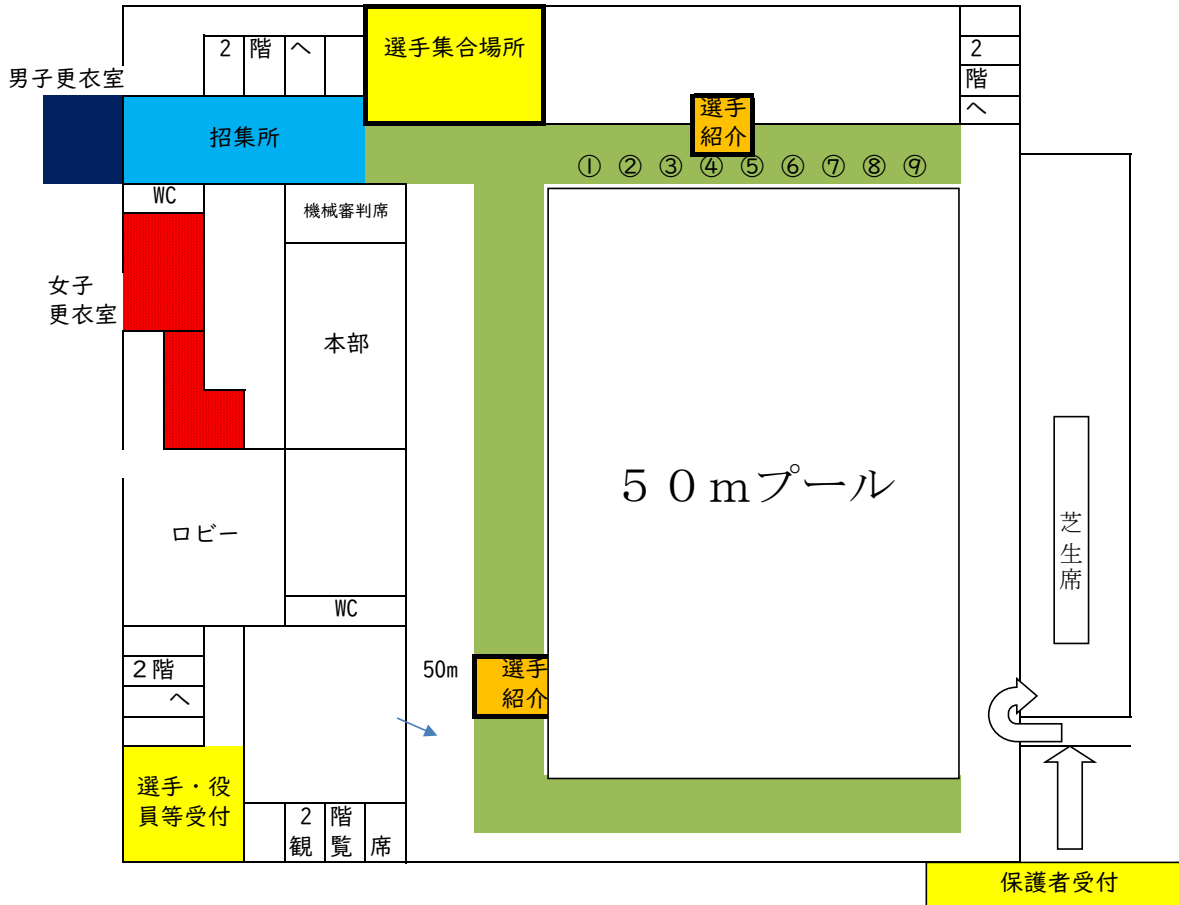 選手集合場所
2階へ
2
階
へ
男子更衣室
招集所
選手
紹介
① ② ③ ④ ⑤ ⑥ ⑦ ⑧ ⑨
WC
機械審判席
女子
更衣室
本部
50mプール
芝生席
ロビー
WC
2階
へ
50m
選手
紹介
選手・役
員等受付
2階
観覧席
保護者受付